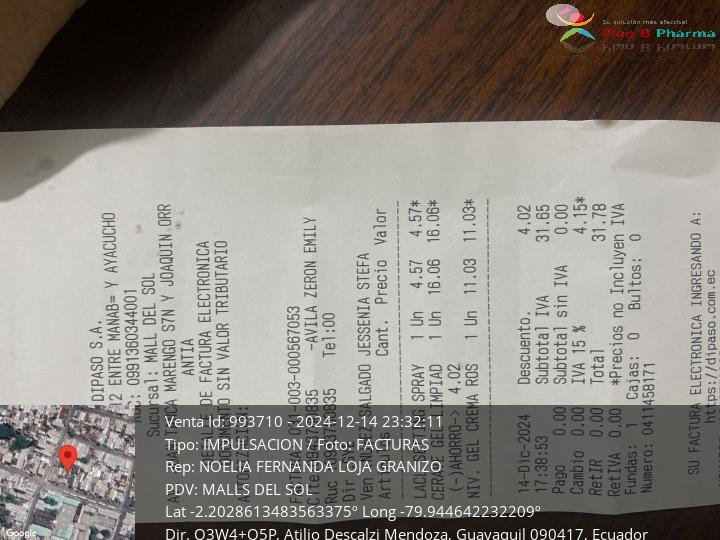 Su solución más efectiva!
Plan B Pharma
DIPASO S.A.
12 ENTRE MANAB= Y AYACUCHO
0991360344001
Sucursal: MALL DEL SOL
MARENGO S7N Y JOAQUIN ORR
ANTIA
DE FACTURA ELECTRONICA
SIN VALOR TRIBUTARIO
-003-000567053
-AVILA ZERON EMILY
Tel:00
SALGADO JESSENIA STEFA
Cant. Precio Valor
SPRAY 1 Un 4.57 4.57*
1 Un 16.06 16.06*
(-)AHORRO-> 4.02
NIV. GEL CREMA ROS 1 Un 11.03 11.03*
14-Dic-2024 Descuento. 4.02
17:38:53 Subtotal IVA 31.65
Pago 0.00 Subtotal sin IVA 0.00
Cambio 0.00 IVA 15 % 4.15*
RetIR 0.00 Total 31.78
RetIVA 0.00 *Precios no Incluyen IVA
Fundas: 1 Cajas: 0 Bultos: 0
Numero: 0411458171
SU FACTURA ELECTRONICA INGRESANDO A:
https://dipaso.com.ec
Venta Id: 993710 - 2024-12-14 23:32:11
Tipo: IMPULSACION / Foto: FACTURAS
Rep: NOELIA FERNANDA LOJA GRANIZO
PDV: MALLS DEL SOL
Lat -2.2028613483563375° Long -79.944642232209°
Dir. Q3W4+Q5P, Atilio Descalzi Mendoza, Guayaquil 090417, Ecuador
Google